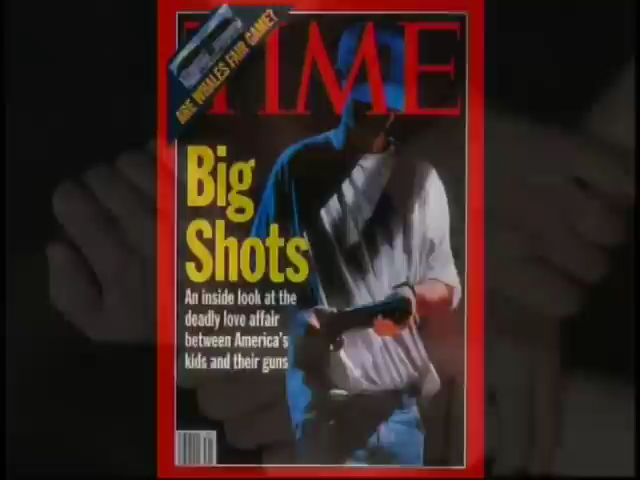 ARE WHALES FAIR GAME?
TIME
Big
Shots
An inside look at the
deadly love affair
between America's
kids and their guns